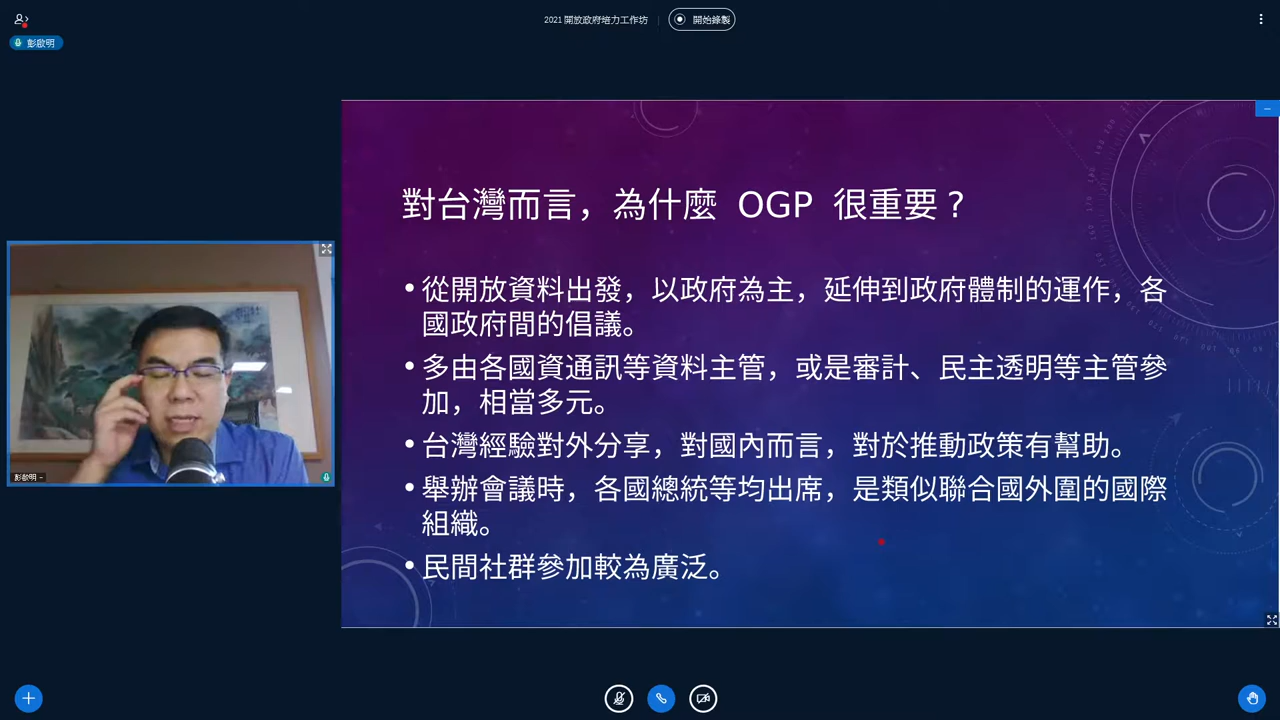 2021 開放政府培力工作坊
開始錄製
彭啟明
對台灣而言，為什麼 OGP 很重要？
•從開放資料出發，以政府為主，延伸到政府體制的運作，各
國政府間的倡議。
•多由各國資通訊等資料主管，或是審計、民主透明等主管參
加，相當多元。
•台灣經驗對外分享，對國內而言，對於推動政策有幫助。
•舉辦會議時，各國總統等均出席，是類似聯合國外圍的國際
組織。
•民間社群參加較為廣泛。
彭啟明